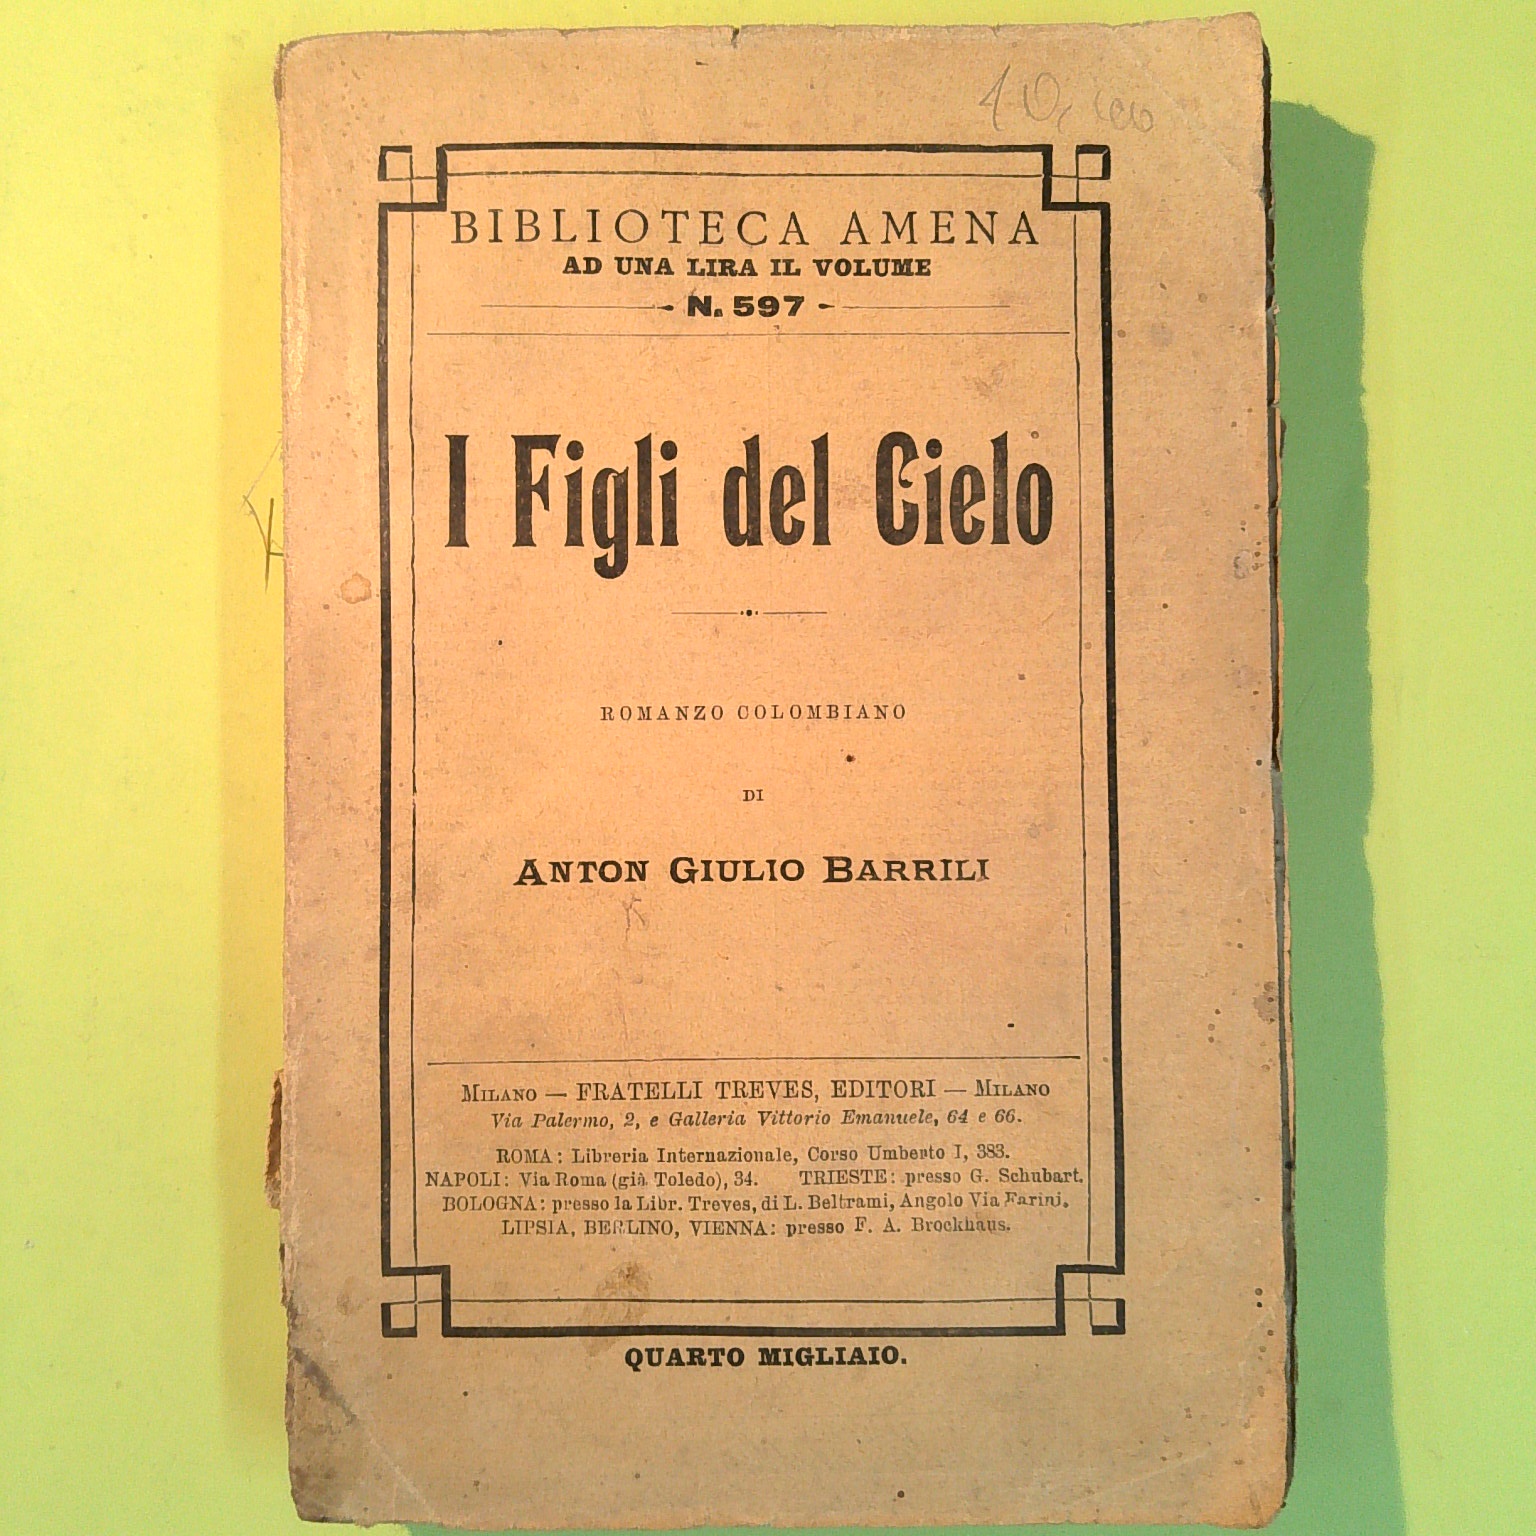 BIBLIOTECA AMENA
AD UNA LIRA IL VOLUME
N. 597
I Figli del Cielo
ROMANZO COLOMBIANO
DI
ANTON GIULIO BARRILI
MILANO — FRATELLI TREVES, EDITORI — MILANO
Via Palermo, 2, e Galleria Vittorio Emanuele, 64 e 66.
ROMA: Libreria Internazionale, Corso Umberto I, 383.
NAPOLI: Via Roma (già Toledo), 34. TRIESTE: presso G. Schubart.
BOLOGNA: presso la Libr. Treves, di L. Beltrami, Angolo Via Farini.
LIPSIA, BERLINO, VIENNA: presso F. A. Brockhaus.
QUARTO MIGLIAIO.